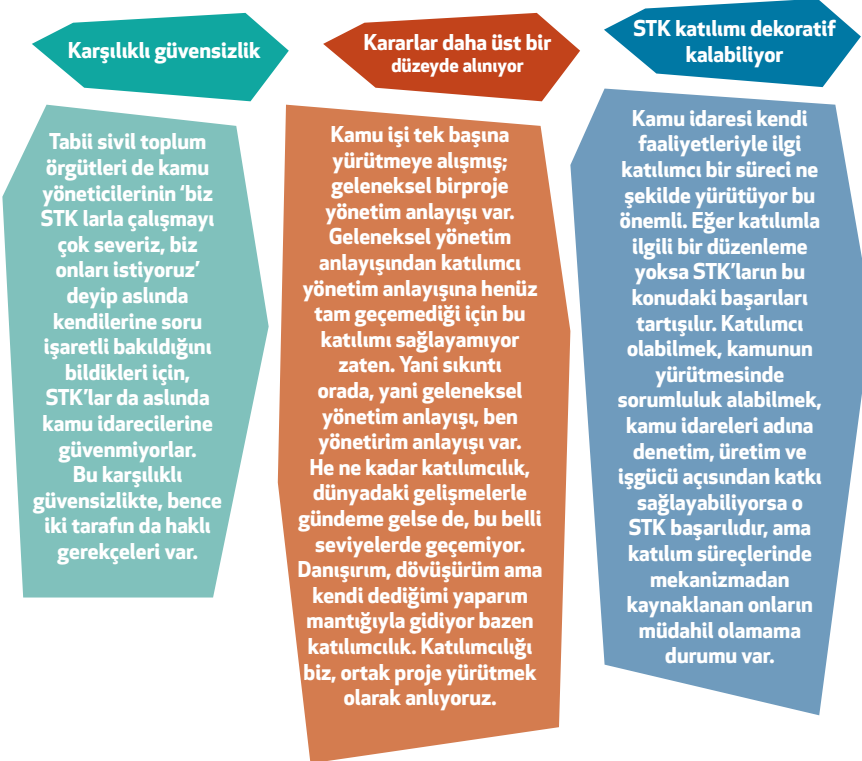 Karşılıklı güvensizlik
Tabii sivil toplum
örgütleri de kamu
yöneticilerinin ‘biz
STK larla çalışmayı
çok severiz, biz
onları istiyoruz’
deyip aslında
kendilerine soru
işaretli bakıldığını
bildikleri için,
STK’lar da aslında
kamu idarecilerine
güvenmiyorlar.
Bu karşılıklı
güvensizlikte, bence
iki tarafın da haklı
gerekçeleri var.
Kararlar daha üst bir
düzeyde alınıyor
Kamu işi tek başına
yürütmeye alışmış;
geleneksel birproje
yönetim anlayışı var.
Geleneksel yönetim
anlayışından katılımcı
yönetim anlayışına henüz
tam geçemediği için bu
katılımı sağlayamıyor
zaten. Yani sıkıntı
orada, yani geleneksel
yönetim anlayışı, ben
yönetirim anlayışı var.
He ne kadar katılımcılık,
dünyadaki gelişmelerle
gündeme gelse de, bu belli
seviyelerde geçemiyor.
Danışırım, dövüşürüm ama
kendi dediğimi yaparım
mantığıyla gidiyor bazen
katılımcılık. Katılımcılığı
biz, ortak proje yürütmek
olarak anlıyoruz.
STK katılımı dekoratif
kalabiliyor
Kamu idaresi kendi
faaliyetleriyle ilgi
katılımcı bir süreci ne
şekilde yürütüyor bu
önemli. Eğer katılımla
ilgili bir düzenleme
yoksa STK’ların bu
konudaki başarıları
tartışılır. Katılımcı
olabilmek, kamunun
yürütmesinde
sorumluluk alabilmek,
kamu idareleri adına
denetim, üretim ve
işgücü açısından katkı
sağlayabiliyorsa o
STK başarılıdır, ama
katılım süreçlerinde
mekanizmadan
kaynaklanan onların
müdahil olamama
durumu var.